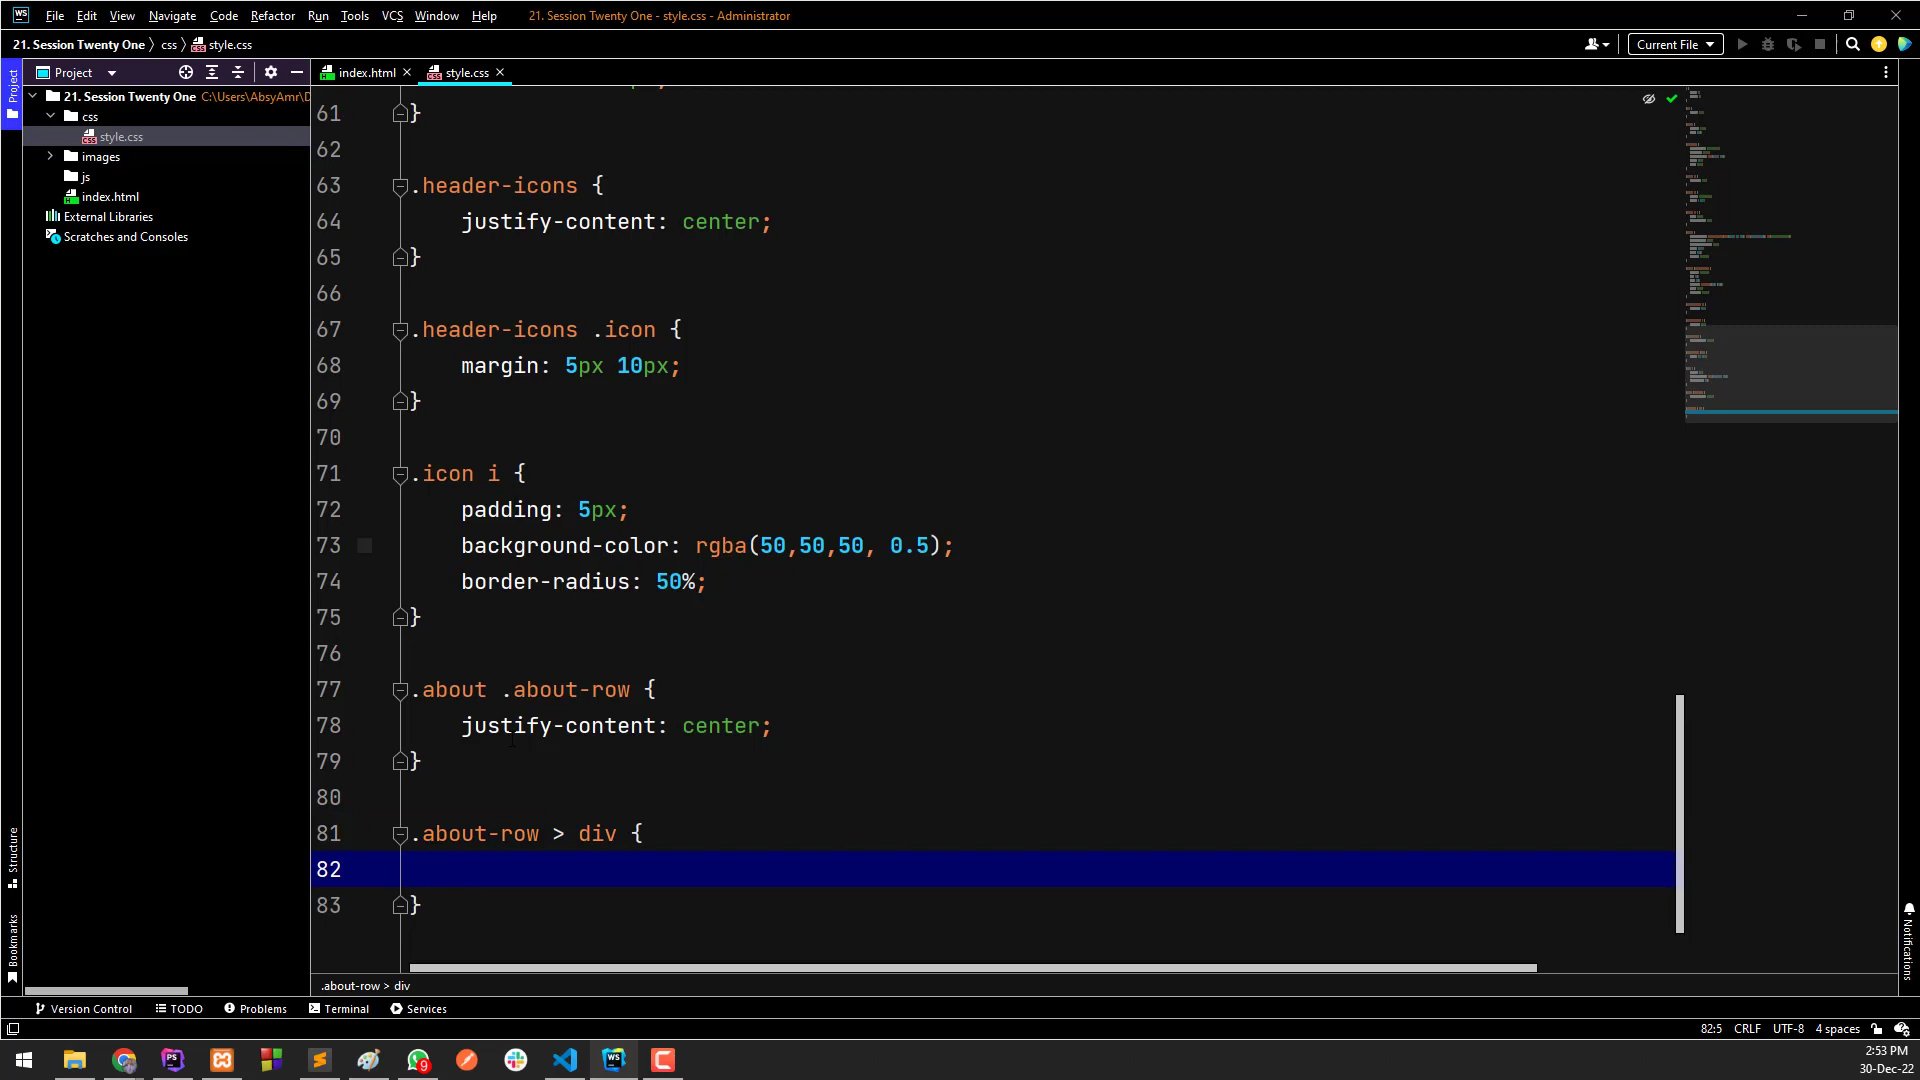 WS File Edit View Navigate Code Refactor Run Tools VCS Window Help 21. Session Twenty One - style.css - Administrator
21. Session Twenty One 〉 css 〉 style.css Current File
Project index.html style.css
Project
21. Session Twenty One C:\Users\AbsyAmr\D
css
style.css
images
js
index.html
External Libraries
Scratches and Consoles
61 }
62
63 .header-icons {
64 justify-content: center;
65 }
66
67 .header-icons .icon {
68 margin: 5px 10px;
69 }
70
71 .icon i {
72 padding: 5px;
73 background-color: rgba(50,50,50, 0.5);
74 border-radius: 50%;
75 }
76
77 .about .about-row {
78 justify-content: center;
79 }
80
81 .about-row > div {
82
83 }
Structure
Bookmarks
Notifications
.about-row > div
Version Control TODO Problems Terminal Services
82:5 CRLF UTF-8 4 spaces
PS 9 WS
2:53 PM
30-Dec-22